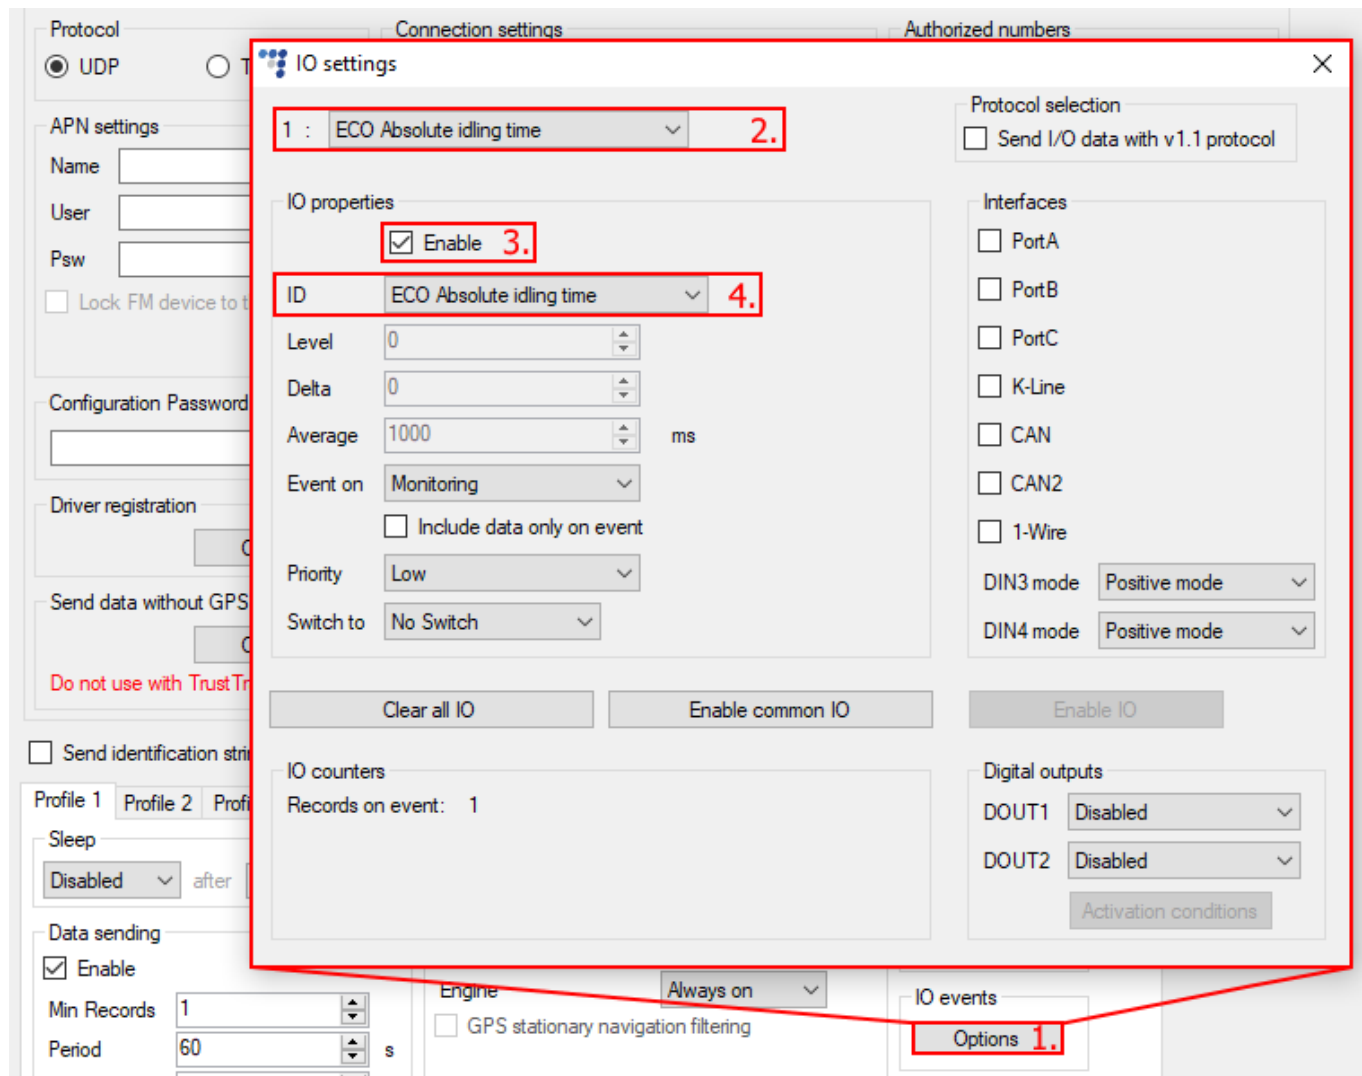 Protocol
Connection settings
Authorized numbers
UDP
IO settings
1 : ECO Absolute idling time 2.
Protocol selection
Send I/O data with v1.1 protocol
APN settings
Name
User
Psw
Lock FM device to t
IO properties
Enable 3.
ID ECO Absolute idling time 4.
Level 0
Delta 0
Average 1000 ms
Event on Monitoring
Include data only on event
Priority Low
Switch to No Switch
Interfaces
PortA
PortB
PortC
K-Line
CAN
CAN2
1-Wire
DIN3 mode Positive mode
DIN4 mode Positive mode
Configuration Password
Driver registration
Send data without GPS
Do not use with TrustTr
Clear all IO
Enable common IO
Enable IO
Send identification stri
IO counters
Records on event: 1
Digital outputs
DOUT1 Disabled
DOUT2 Disabled
Activation conditions
Profile 1 Profile 2 Profi
Sleep
Disabled after
Data sending
Enable
Min Records 1
Period 60 s
Engine Always on
GPS stationary navigation filtering
IO events
Options 1.